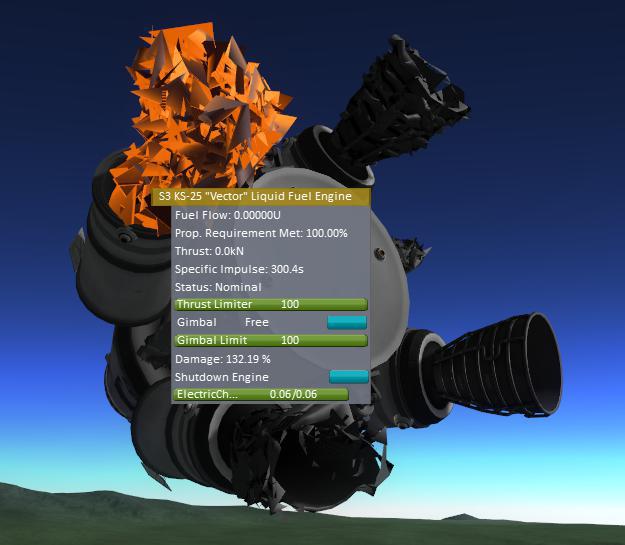 S3 KS-25 "Vector" Liquid Fuel Engine
Fuel Flow: 0.00000U
Prop. Requirement Met: 100.00%
Thrust: 0.0kN
Specific Impulse: 300.4s
Status: Nominal
Thrust Limiter 100
Gimbal Free
Gimbal Limit 100
Damage: 132.19 %
Shutdown Engine
ElectricCh... 0.06/0.06